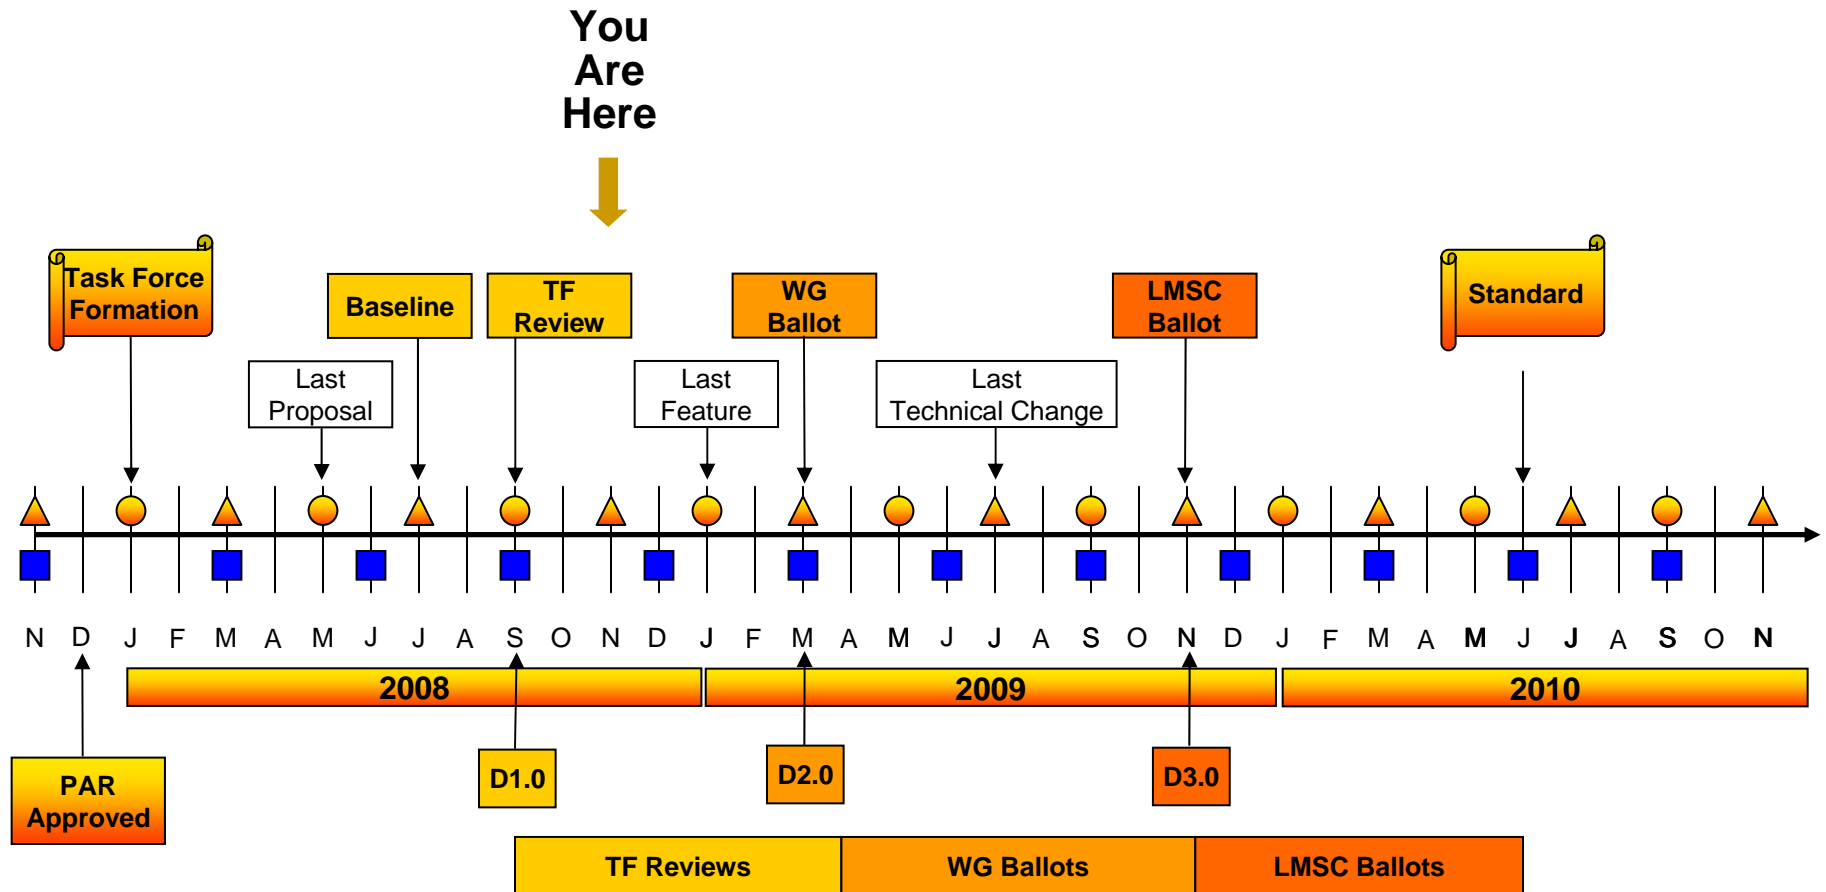 You
Are
Here
Task Force
Formation
Baseline
TF
Review
WG
Ballot
LMSC
Ballot
Standard
Last
Proposal
Last
Feature
Last
Technical Change
N D J F M A M J J A S O N D J F M A M J J A S O N D J F M A M J J A S O N
2008 2009 2010
PAR
Approved
D1.0
D2.0
D3.0
TF Reviews WG Ballots LMSC Ballots